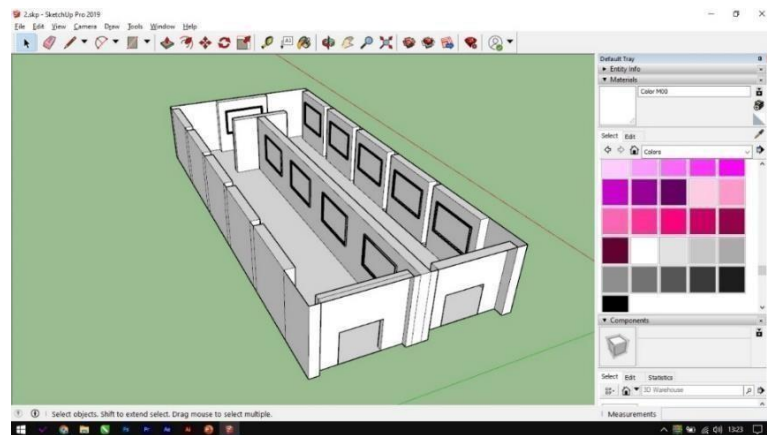 2.skp - SketchUp Pro 2019
File Edit View Camera Draw Tools Window Help
Default Tray
Entity Info
Materials
Color M00
Select Edit
Colors
Components
Select Edit Statistics
3D Warehouse
Select objects. Shift to extend select. Drag mouse to select multiple.
Measurements
1323